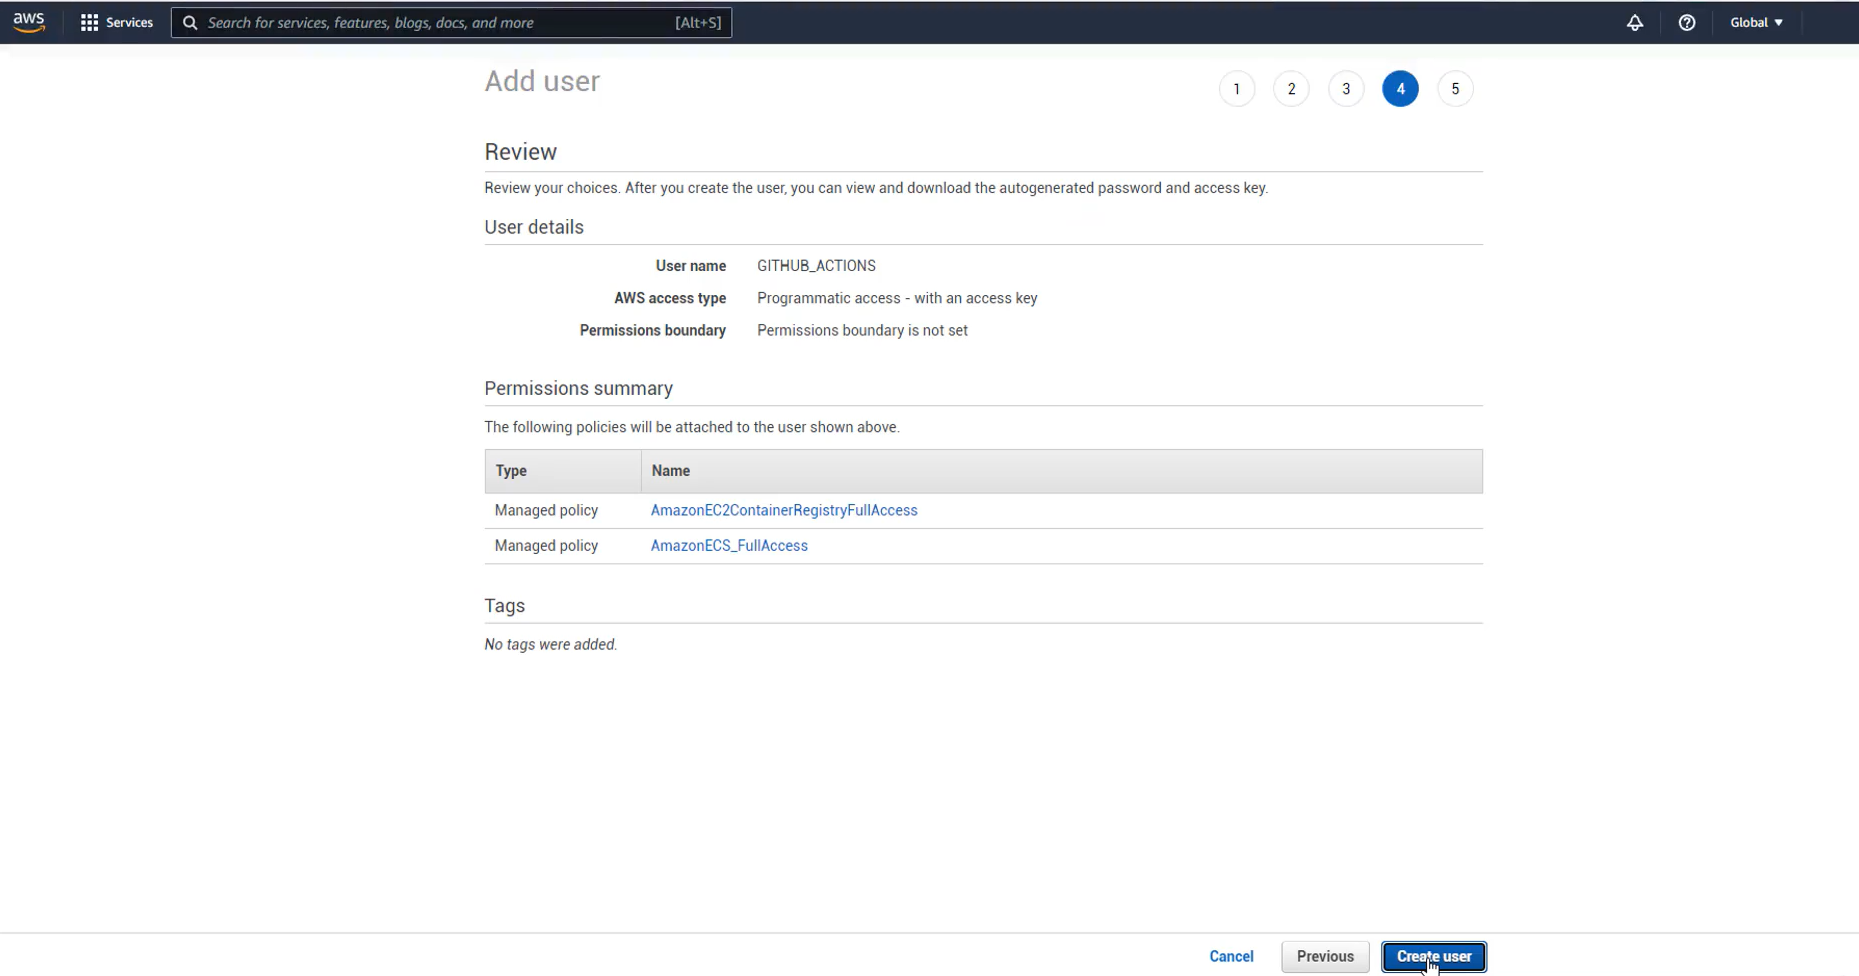 aws
Services
Search for services, features, blogs, docs, and more
[Alt+S]
Global
Add user
1
2
3
4
5
Review
Review your choices. After you create the user, you can view and download the autogenerated password and access key.
User details
User name
GITHUB_ACTIONS
AWS access type
Programmatic access - with an access key
Permissions boundary
Permissions boundary is not set
Permissions summary
The following policies will be attached to the user shown above.
Type
Name
Managed policy
AmazonEC2ContainerRegistryFullAccess
Managed policy
AmazonECS_FullAccess
Tags
No tags were added.
Cancel
Previous
Create user